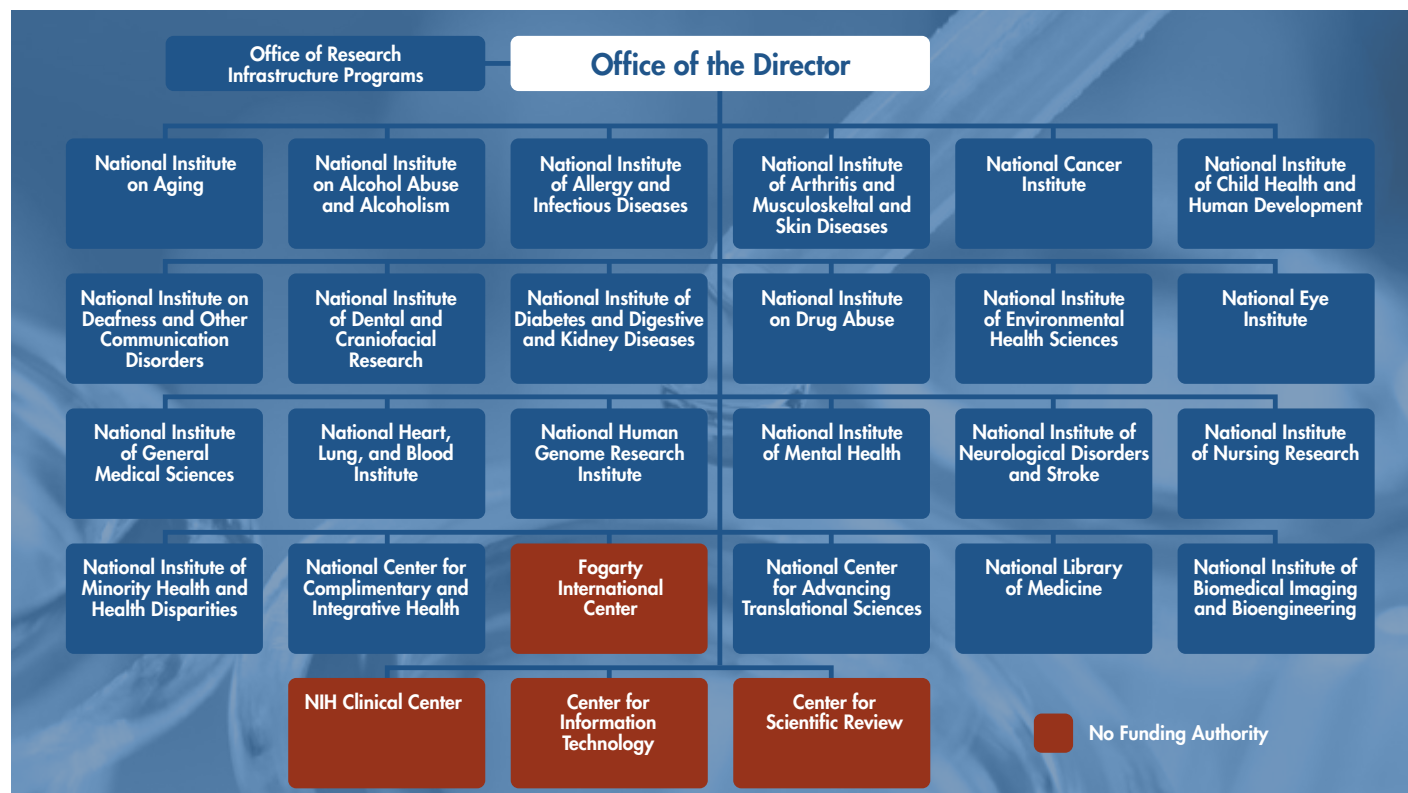 Office of Research
Infrastructure Programs
Office of the Director
National Institute
on Aging
National Institute
on Alcohol Abuse
and Alcoholism
National Institute
of Allergy and
Infectious Diseases
National Institute
of Arthritis and
Musculoskeltal and
Skin Diseases
National Cancer
Institute
National Institute
of Child Health and
Human Development
National Institute on
Deafness and Other
Communication
Disorders
National Institute
of Dental and
Craniofacial
Research
National Institute of
Diabetes and Digestive
and Kidney Diseases
National Institute
on Drug Abuse
National Institute
of Environmental
Health Sciences
National Eye
Institute
National Institute
of General
Medical Sciences
National Heart,
Lung, and Blood
Institute
National Human
Genome Research
Institute
National Institute
of Mental Health
National Institute of
Neurological Disorders
and Stroke
National Institute
of Nursing Research
National Institute of
Minority Health and
Health Disparities
National Center for
Complimentary and
Integrative Health
Fogarty
International
Center
National Center
for Advancing
Translational Sciences
National Library
of Medicine
National Institute of
Biomedical Imaging
and Bioengineering
NIH Clinical Center
Center for
Information
Technology
Center for
Scientific Review
No Funding Authority